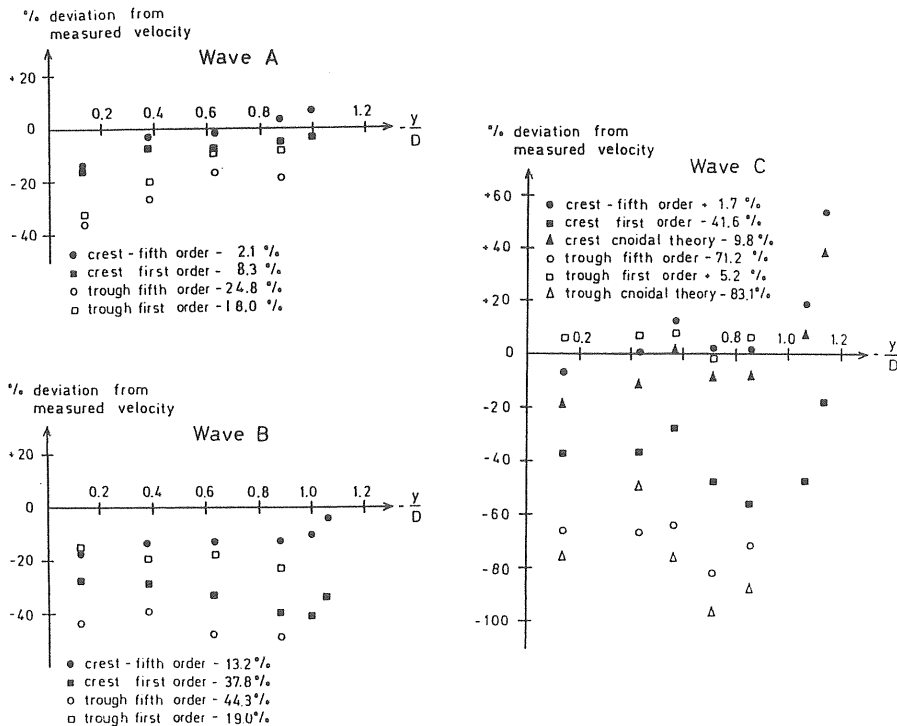 % deviation from
measured velocity
Wave A
+20
0
-20
-40
0.2 0.4 0.6 0.8 1.0 1.2
y
D
crest - fifth order - 2.1 %
crest first order - 8.3 %
trough fifth order - 24.8 %
trough first order - 18.0 %
% deviation from
measured velocity
Wave B
+20
0
-20
-40
0.2 0.4 0.6 0.8 1.0 1.2
y
D
crest - fifth order - 13.2 %
crest first order - 37.8 %
trough fifth order - 44.3 %
trough first order - 19.0 %
% deviation from
measured velocity
Wave C
+60
+40
+20
0
-20
-40
-60
-80
-100
crest - fifth order + 1.7 %
crest first order - 41.6 %
crest cnoidal theory - 9.8 %
trough fifth order - 71.2 %
trough first order + 5.2 %
trough cnoidal theory - 83.1 %
0.2 0.4 0.6 0.8 1.0 1.2
y
D